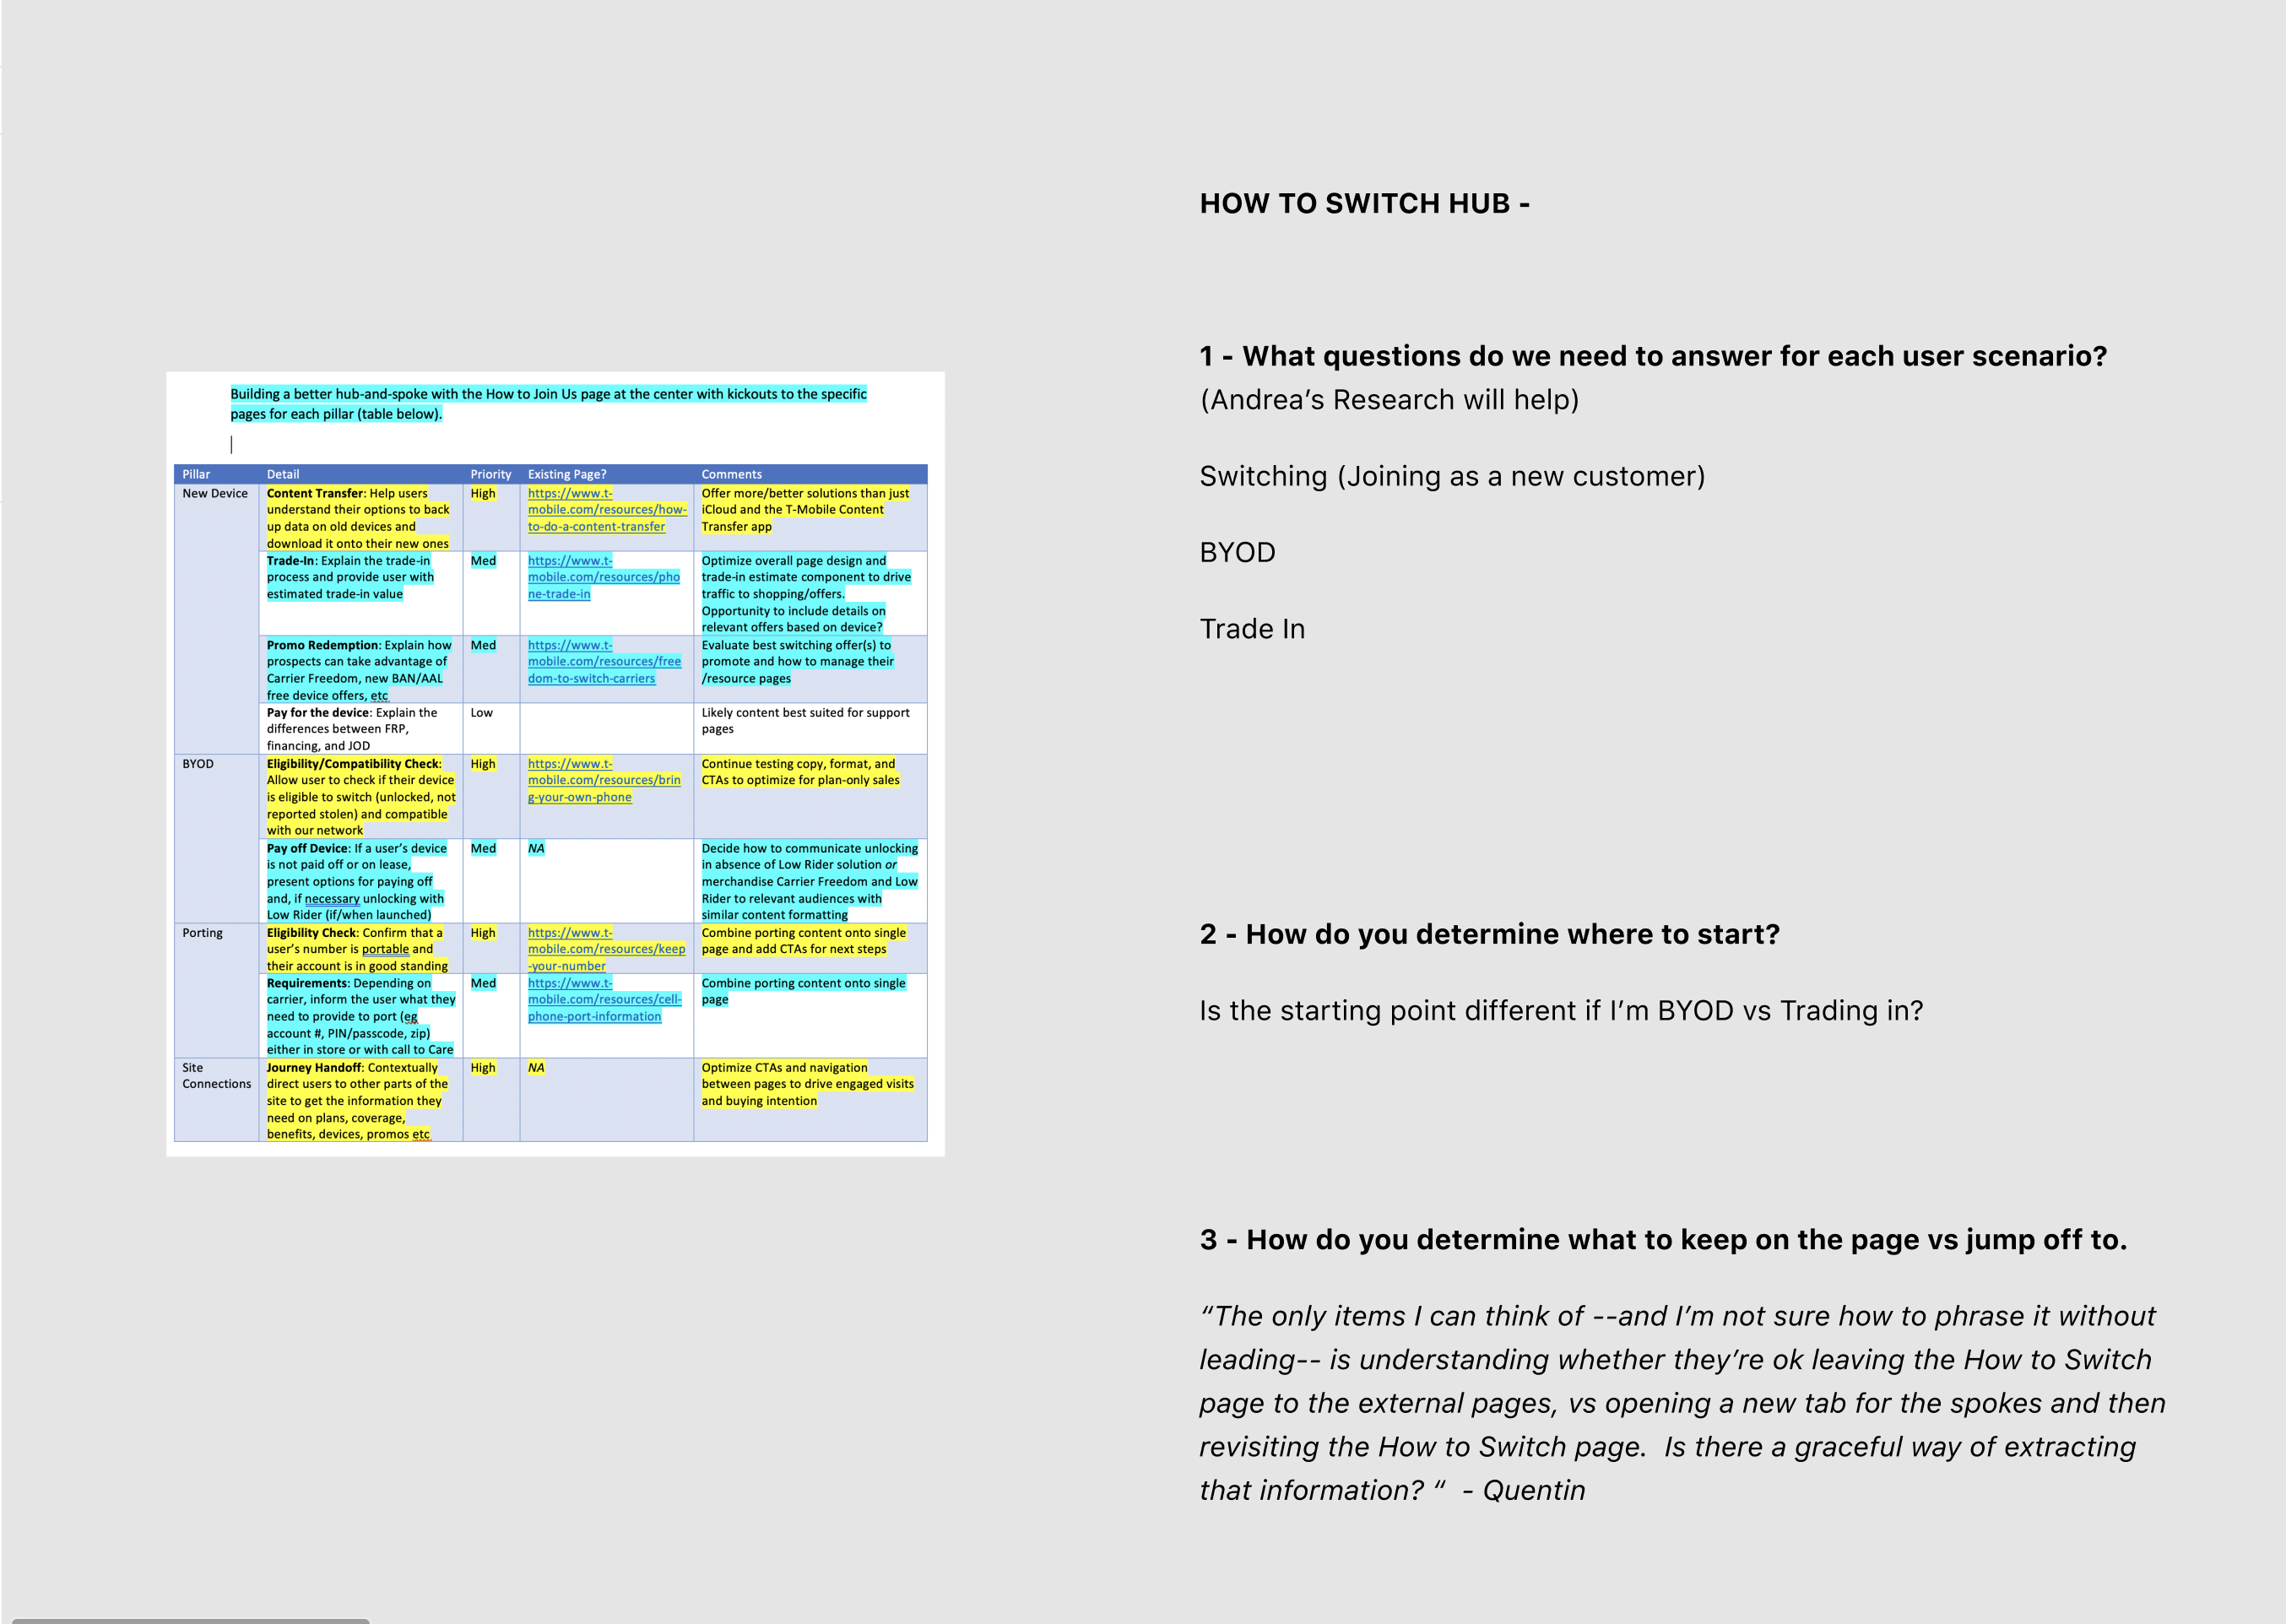 Building a better hub-and-spoke with the How to Join Us page at the center with kickouts to the specific
pages for each pillar (table below).
Pillar Detail Priority Existing Page? Comments
New Device
Content Transfer: Help users
understand their options to back
up data on old devices and
download it onto their new ones
High
https://www.t-
mobile.com/resources/how-
to-do-a-content-transfer
Offer more/better solutions than just
iCloud and the T-Mobile Content
Transfer app
Trade-In: Explain the trade-in
process and provide user with
estimated trade-in value
Med
https://www.t-
mobile.com/resources/pho
ne-trade-in
Optimize overall page design and
trade-in estimate component to drive
traffic to shopping/offers.
Opportunity to include details on
relevant offers based on device?
Promo Redemption: Explain how
prospects can take advantage of
Carrier Freedom, new BAN/AAL
free device offers, etc
Med
https://www.t-
mobile.com/resources/free
dom-to-switch-carriers
Evaluate best switching offer(s) to
promote and how to manage their
/resource pages
Pay for the device: Explain the
differences between FRP,
financing, and JOD
Low
Likely content best suited for support
pages
BYOD
Eligibility/Compatibility Check:
Allow user to check if their device
is eligible to switch (unlocked, not
reported stolen) and compatible
with our network
High
https://www.t-
mobile.com/resources/brin
g-your-own-phone
Continue testing copy, format, and
CTAs to optimize for plan-only sales
Pay off Device: If a user's device
is not paid off or on lease,
present options for paying off
and, if necessary unlocking with
Low Rider (if/when launched)
Med
NA
Decide how to communicate unlocking
in absence of Low Rider solution or
merchandise Carrier Freedom and Low
Rider to relevant audiences with
similar content formatting
Porting
Eligibility Check: Confirm that a
user's number is portable and
their account is in good standing
High
https://www.t-
mobile.com/resources/keep
-your-number
Combine porting content onto single
page and add CTAs for next steps
Requirements: Depending on
carrier, inform the user what they
need to provide to port (eg
account #, PIN/passcode, zip)
either in store or with call to Care
Med
https://www.t-
mobile.com/resources/cell-
phone-port-information
Combine porting content onto single
page
Site
Connections
Journey Handoff: Contextually
direct users to other parts of the
site to get the information they
need on plans, coverage,
benefits, devices, promos etc
High
NA
Optimize CTAs and navigation
between pages to drive engaged visits
and buying intention
HOW TO SWITCH HUB -
1 - What questions do we need to answer for each user scenario?
(Andrea’s Research will help)
Switching (Joining as a new customer)
BYOD
Trade In
2 - How do you determine where to start?
Is the starting point different if I’m BYOD vs Trading in?
3 - How do you determine what to keep on the page vs jump off to.
“The only items I can think of --and I’m not sure how to phrase it without
leading-- is understanding whether they’re ok leaving the How to Switch
page to the external pages, vs opening a new tab for the spokes and then
revisiting the How to Switch page.  Is there a graceful way of extracting
that information? “  - Quentin